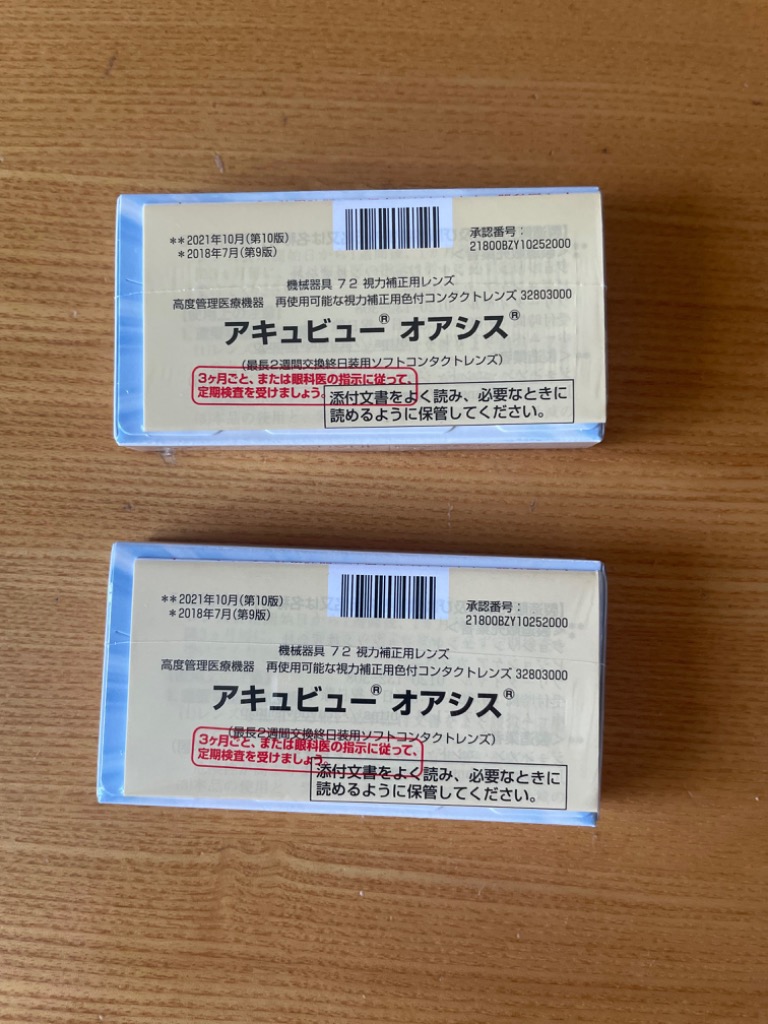 **2021年10月(第10版)
*2018年7月(第9版)
承認番号：
21800BZY10252000
機械器具 72 視力補正用レンズ
高度管理医療機器 再使用可能な視力補正用色付コンタクトレンズ 32803000
アキュビュー® オアシス®
(最長2週間交換終日装用ソフトコンタクトレンズ)
3ヶ月ごと、または眼科医の指示に従って、
定期検査を受けましょう。
添付文書をよく読み、必要なときに
読めるように保管してください。
**2021年10月(第10版)
*2018年7月(第9版)
承認番号：
21800BZY10252000
機械器具 72 視力補正用レンズ
高度管理医療機器 再使用可能な視力補正用色付コンタクトレンズ 32803000
アキュビュー® オアシス®
(最長2週間交換終日装用ソフトコンタクトレンズ)
3ヶ月ごと、または眼科医の指示に従って、
定期検査を受けましょう
添付文書をよく読み、必要なときに
読めるように保管してください。